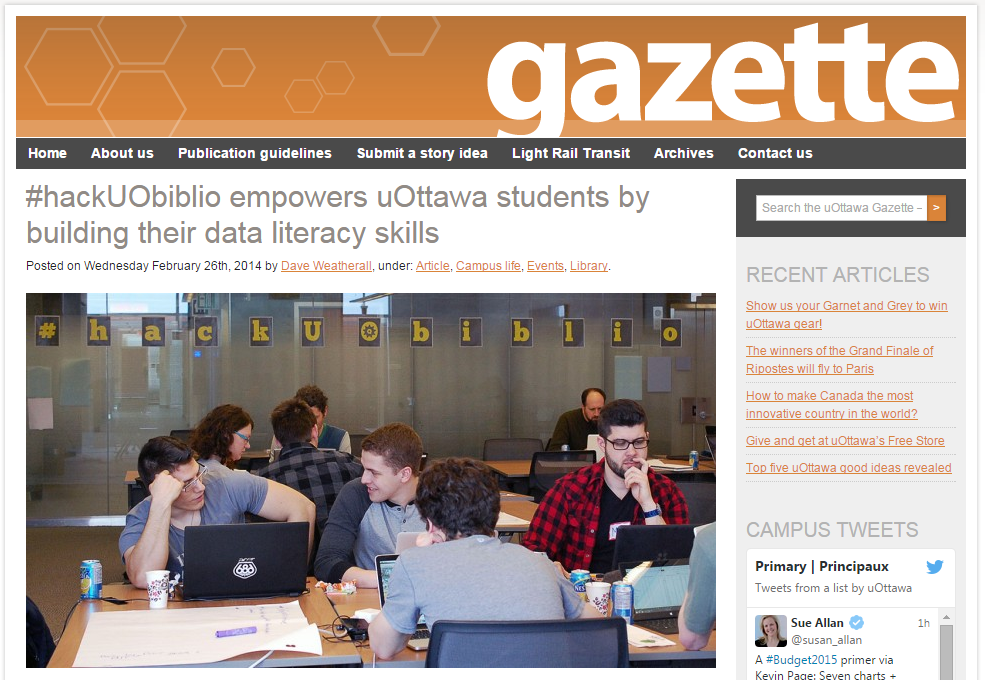 gazette
Home About us Publication guidelines Submit a story idea Light Rail Transit Archives Contact us
#hackUObiblio empowers uOttawa students by
building their data literacy skills
Posted on Wednesday February 26th, 2014 by Dave Weatherall, under: Article, Campus life, Events, Library.
#hackUObiblio
Search the uOttawa Gazette –
>
RECENT ARTICLES
Show us your Garnet and Grey to win
uOttawa gear!
The winners of the Grand Finale of
Ripostes will fly to Paris
How to make Canada the most
innovative country in the world?
Give and get at uOttawa's Free Store
Top five uOttawa good ideas revealed
CAMPUS TWEETS
Primary | Principaux
Tweets from a list by uOttawa
Sue Allan 1h
@susan_allan
A #Budget2015 primer via
Kevin Page: Seven charts +